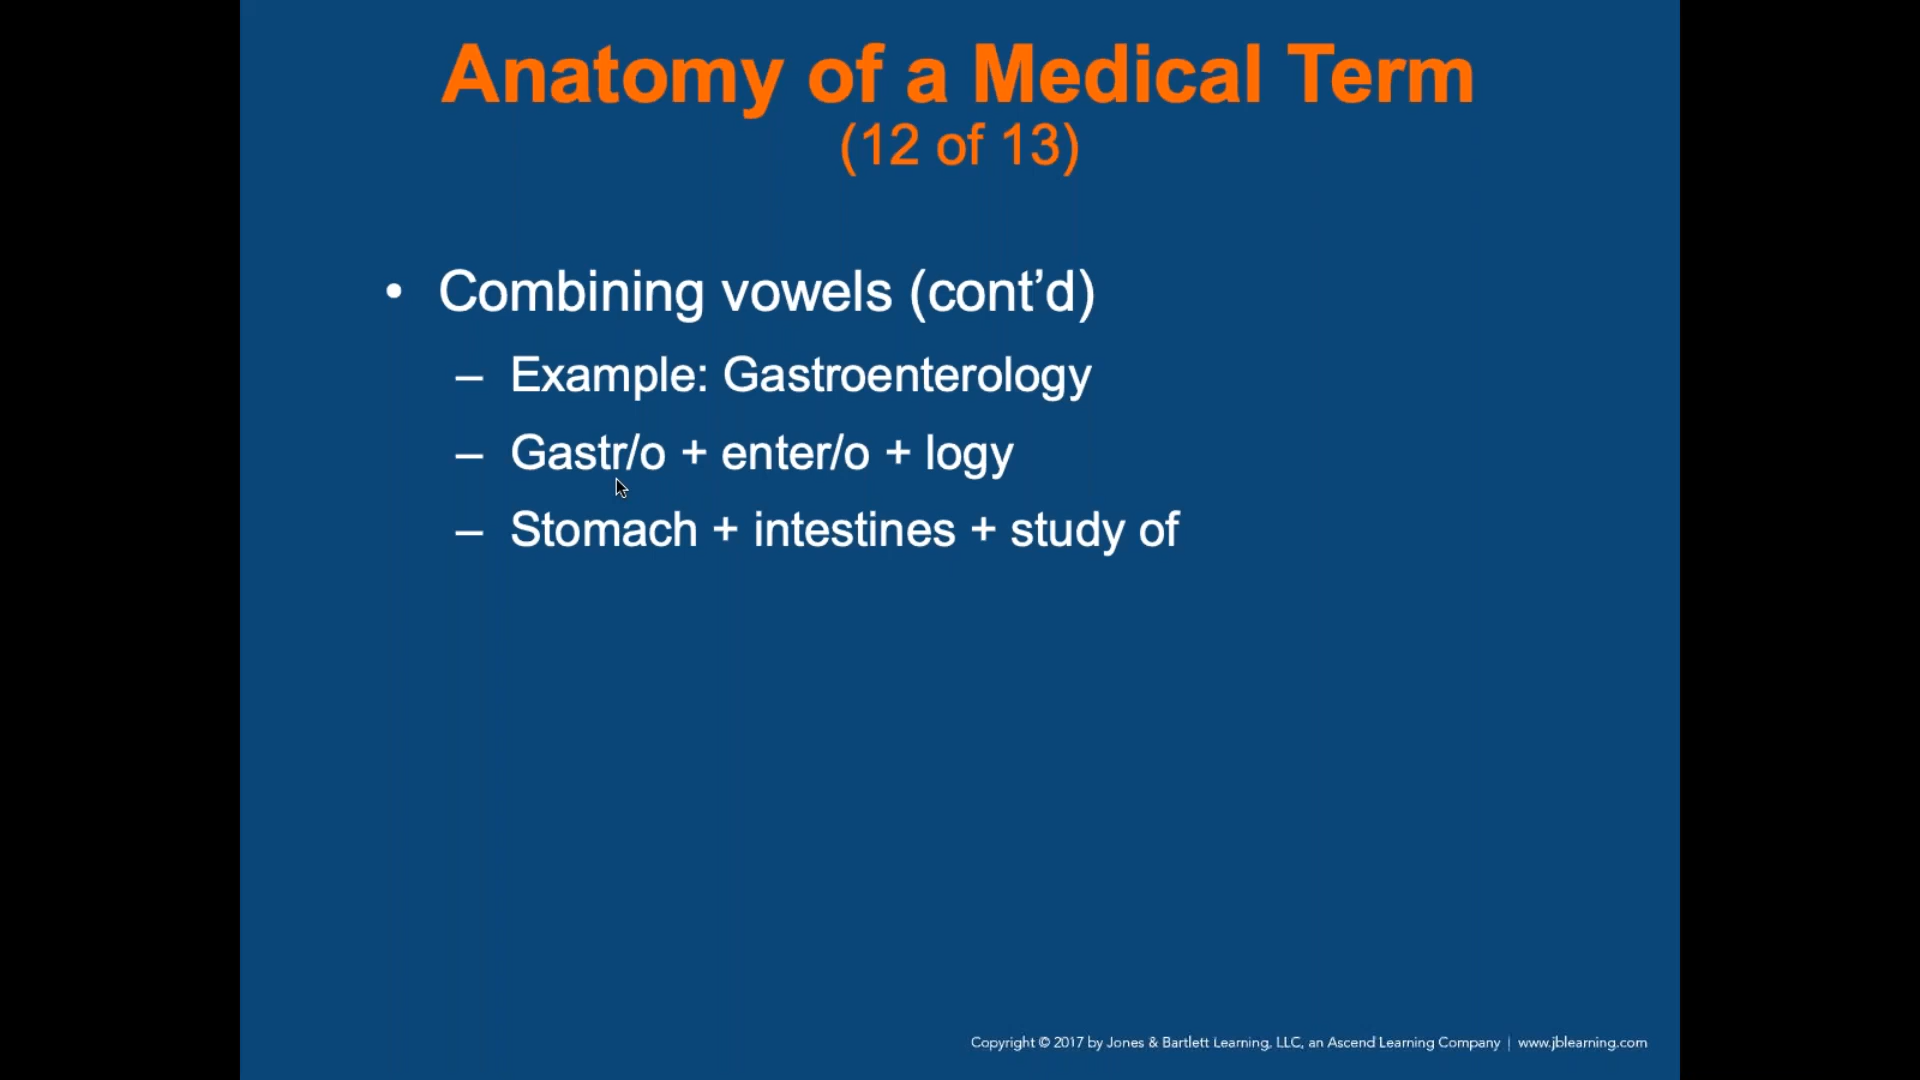 Anatomy of a Medical Term
(12 of 13)
• Combining vowels (cont’d)
– Example: Gastroenterology
– Gastr/o + enter/o + logy
– Stomach + intestines + study of
Copyright © 2017 by Jones & Bartlett Learning, LLC, an Ascend Learning Company | www.jblearning.com